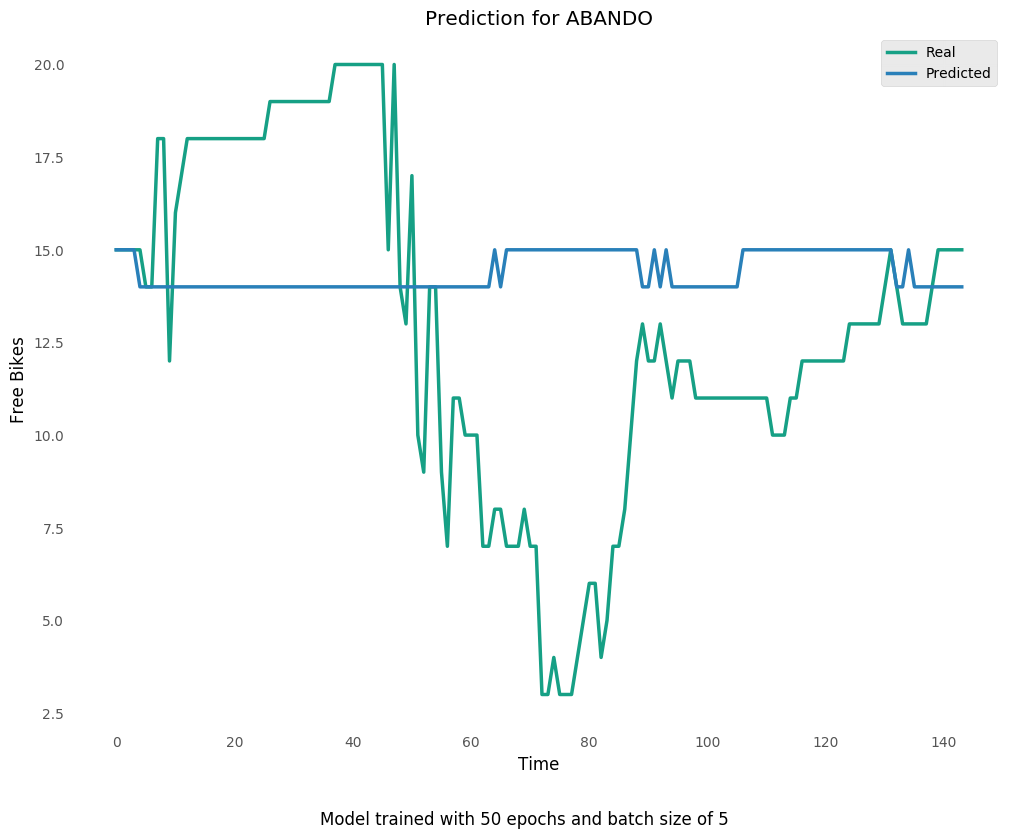 Prediction for ABANDO
Real
Predicted
20.0
17.5
15.0
12.5
10.0
7.5
5.0
2.5
Free Bikes
0 20 40 60 80 100 120 140
Time
Model trained with 50 epochs and batch size of 5